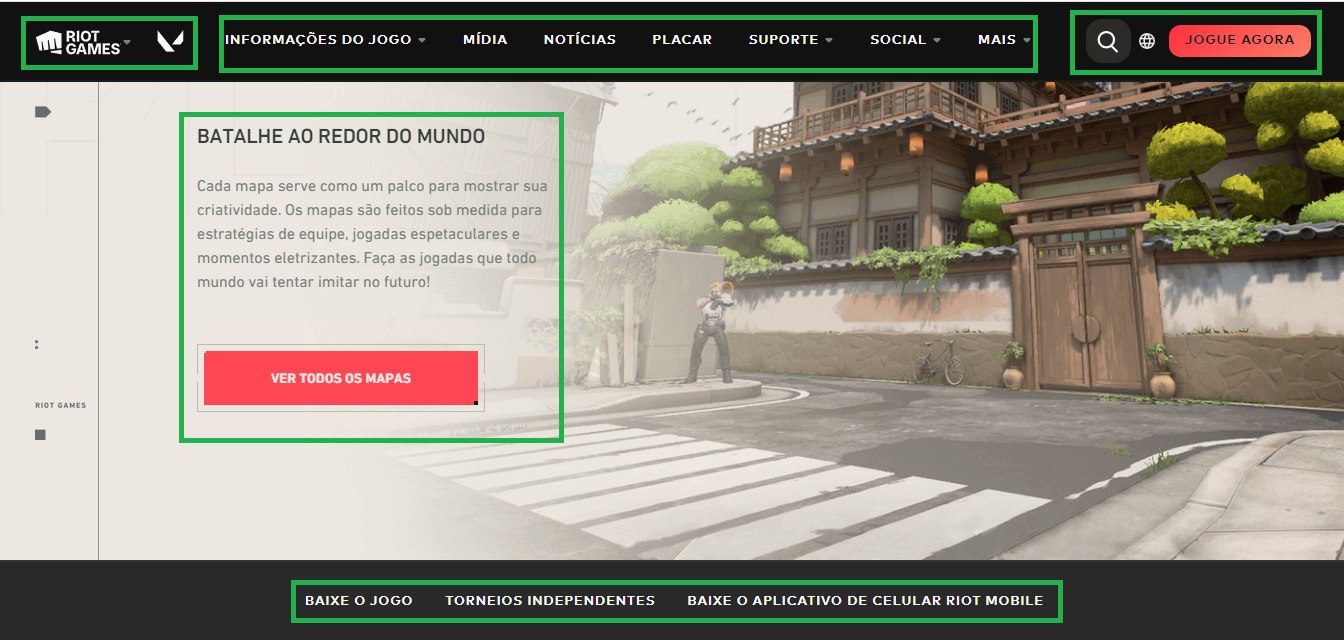 RIOT GAMES
INFORMAÇÕES DO JOGO MÍDIA NOTÍCIAS PLACAR SUPORTE SOCIAL MAIS
JOGUE AGORA
BATALHE AO REDOR DO MUNDO
Cada mapa serve como um palco para mostrar sua
criatividade. Os mapas são feitos sob medida para
estratégias de equipe, jogadas espetaculares e
momentos eletrizantes. Faça as jogadas que todo
mundo vai tentar imitar no futuro!
VER TODOS OS MAPAS
RIOT GAMES
BAIXE O JOGO TORNEIOS INDEPENDENTES BAIXE O APLICATIVO DE CELULAR RIOT MOBILE